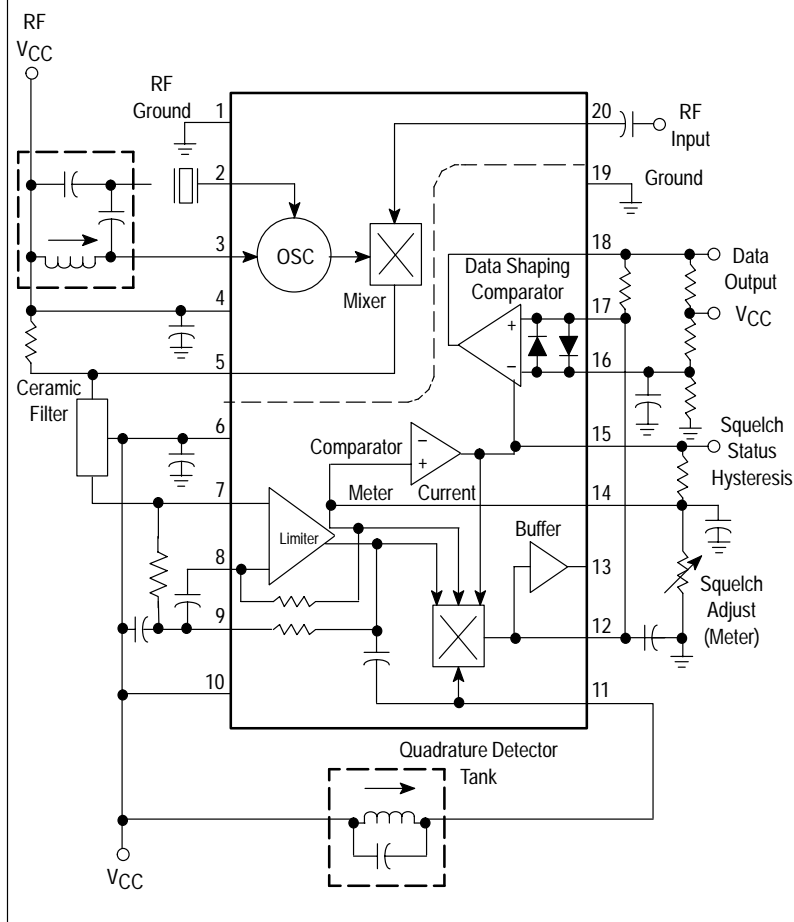 RF
VCC
RF
Ground
1
2
3
4
5
6
7
8
9
10
20
RF
Input
19
Ground
18
Data
Output
17
VCC
16
15
Squelch
Status
Hysteresis
14
13
12
Squelch
Adjust
(Meter)
11
OSC
Mixer
Data Shaping
Comparator
+
−
Ceramic
Filter
Comparator
−
+
Meter Current
Limiter
Buffer
Quadrature Detector
Tank
VCC